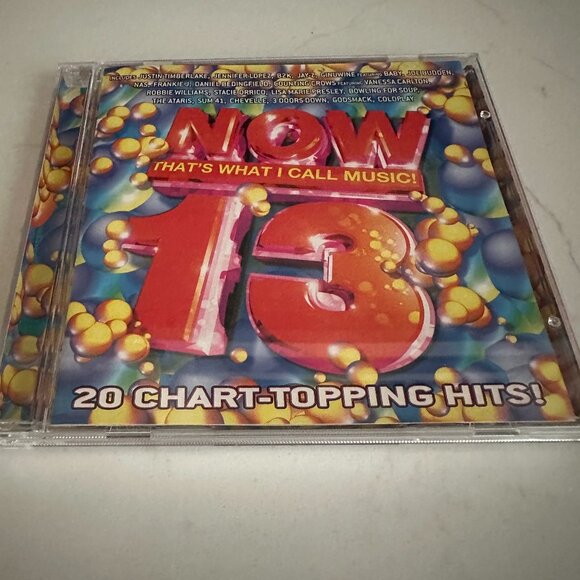 INCLUDES: JUSTIN TIMBERLAKE, JENNIFER LOPEZ, B2K, JAY-Z, GINUWINE FEATURING BABY, JOE BUDDEN,
NAS, FRANKIE J, DANIEL BEDINGFIELD, COUNTING CROWS FEATURING VANESSA CARLTON,
ROBBIE WILLIAMS, STACIE ORRICO, LISA MARIE PRESLEY, BOWLING FOR SOUP,
THE ATARIS, SUM 41, CHEVELLE, 3 DOORS DOWN, GODSMACK, COLDPLAY
NOW
THAT'S WHAT I CALL MUSIC!
13
20 CHART-TOPPING HITS!